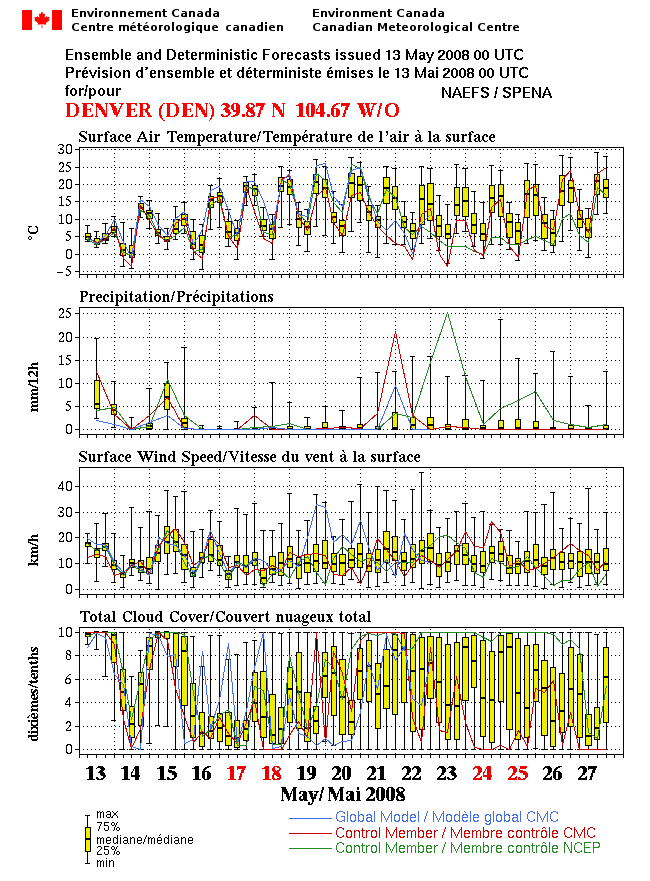 Environnement Canada Environment Canada
Centre météorologique canadien Canadian Meteorological Centre
Ensemble and Deterministic Forecasts issued 13 May 2008 00 UTC
Prévision d'ensemble et déterministe émises le 13 Mai 2008 00 UTC
for/pour NAEFS / SPENA
DENVER (DEN) 39.87 N 104.67 W/O
Surface Air Temperature/Température de l'air à la surface
30
25
20
15
10
5
0
−5
°C
Precipitation/Précipitations
25
20
15
10
5
0
mm/12h
Surface Wind Speed/Vitesse du vent à la surface
40
30
20
10
0
km/h
Total Cloud Cover/Couvert nuageux total
10
8
6
4
2
0
dixièmes/tenths
13 14 15 16 17 18 19 20 21 22 23 24 25 26 27
May/ Mai 2008
max
75%
mediane/médiane
25%
min
Global Model / Modèle global CMC
Control Member / Membre contrôle CMC
Control Member / Membre contrôle NCEP